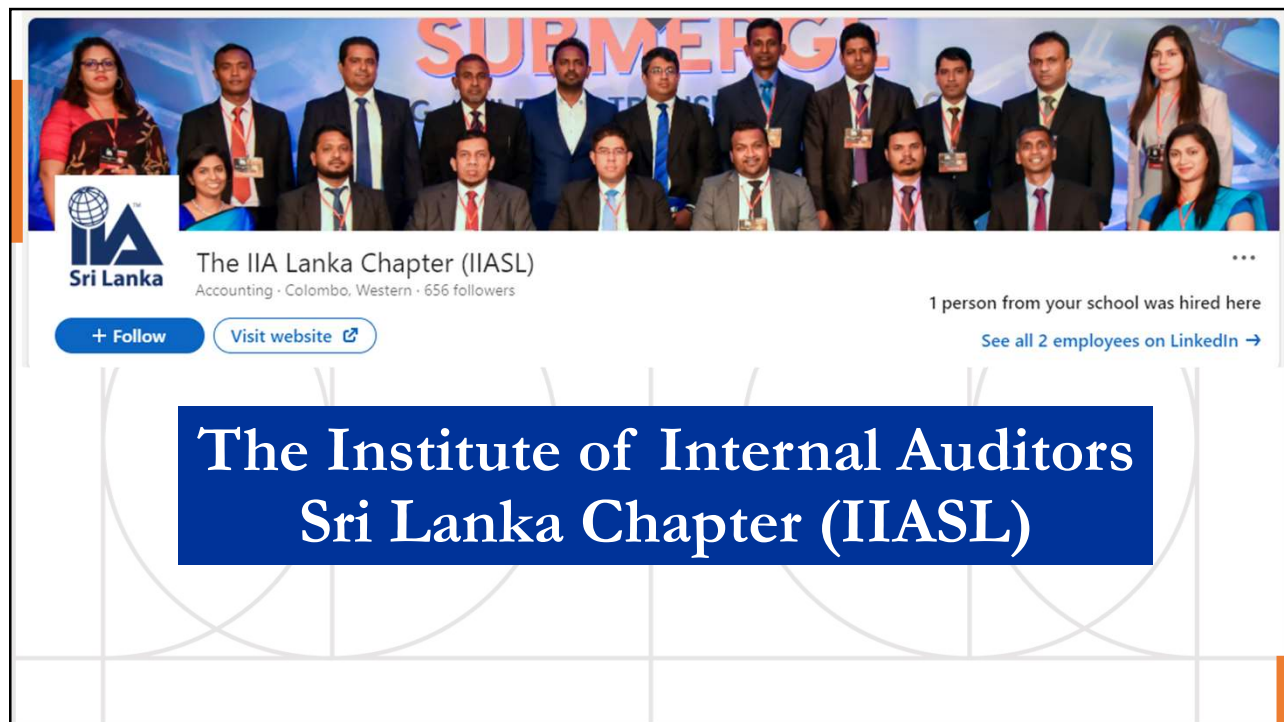 SUBMERGE
IIA
TM
Sri Lanka
The IIA Lanka Chapter (IIASL)
Accounting · Colombo, Western · 656 followers
1 person from your school was hired here
+ Follow
Visit website
See all 2 employees on LinkedIn →
The Institute of Internal Auditors
Sri Lanka Chapter (IIASL)